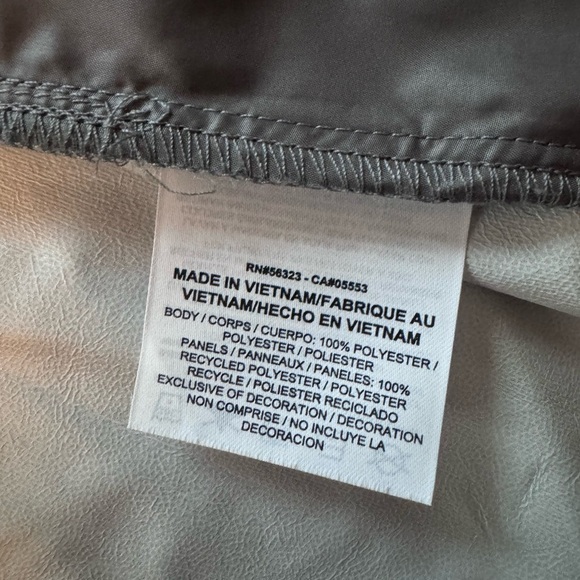 RN#56323 - CA#05553
MADE IN VIETNAM/FABRIQUE AU
VIETNAM/HECHO EN VIETNAM
BODY / CORPS / CUERPO: 100% POLYESTER /
POLYESTER / POLIESTER
PANELS / PANNEAUX / PANELES: 100%
RECYCLED POLYESTER / POLYESTER
RECYCLE / POLIESTER RECICLADO
EXCLUSIVE OF DECORATION / DECORATION
NON COMPRISE / NO INCLUYE LA
DECORACION